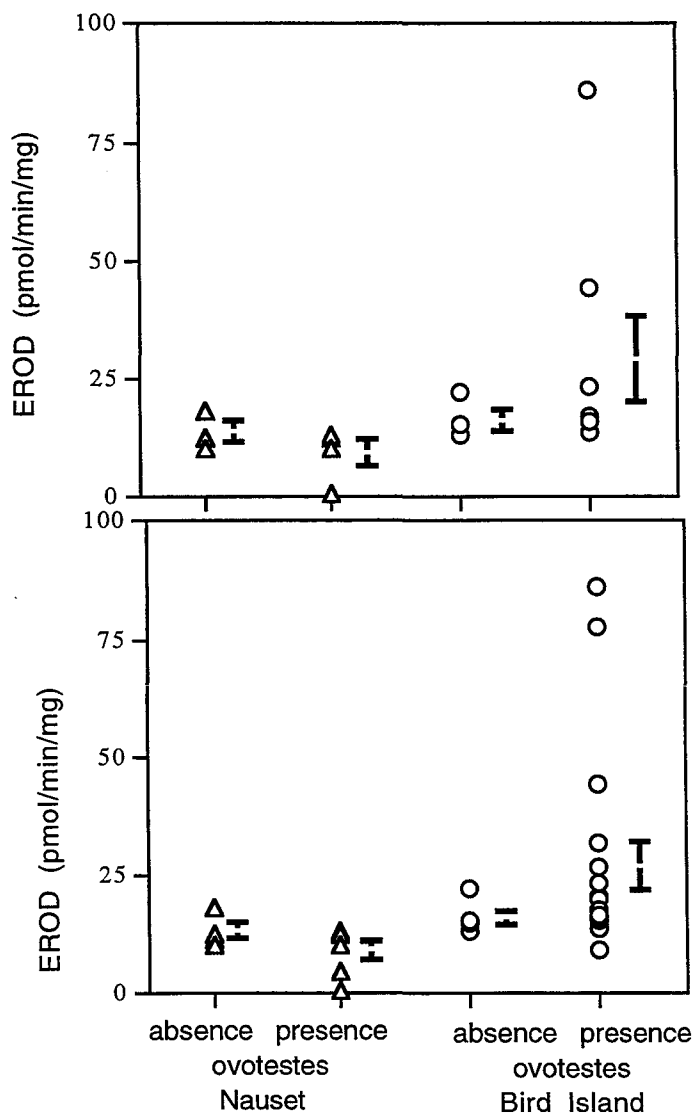 100
75
50
25
0
EROD (pmol/min/mg)
100
75
50
25
0
EROD (pmol/min/mg)
absence presence absence presence
ovotestes ovotestes
Nauset Bird Island